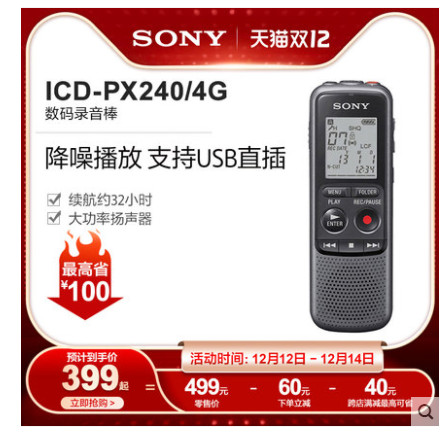 SONY 天猫双12
ICD-PX240/4G
数码录音棒
降噪播放 支持USB直插
续航约32小时
大功率扬声器
最高省
¥100
SONY
MENU FOLDER
PLAY REC/PAUSE
ENTER
活动时间: 12月12日 - 12月14日
预计到手价
399起 = 499元 - 60元 - 40元
立即抢购 > 零售价 下单立减 跨店满减最高可省